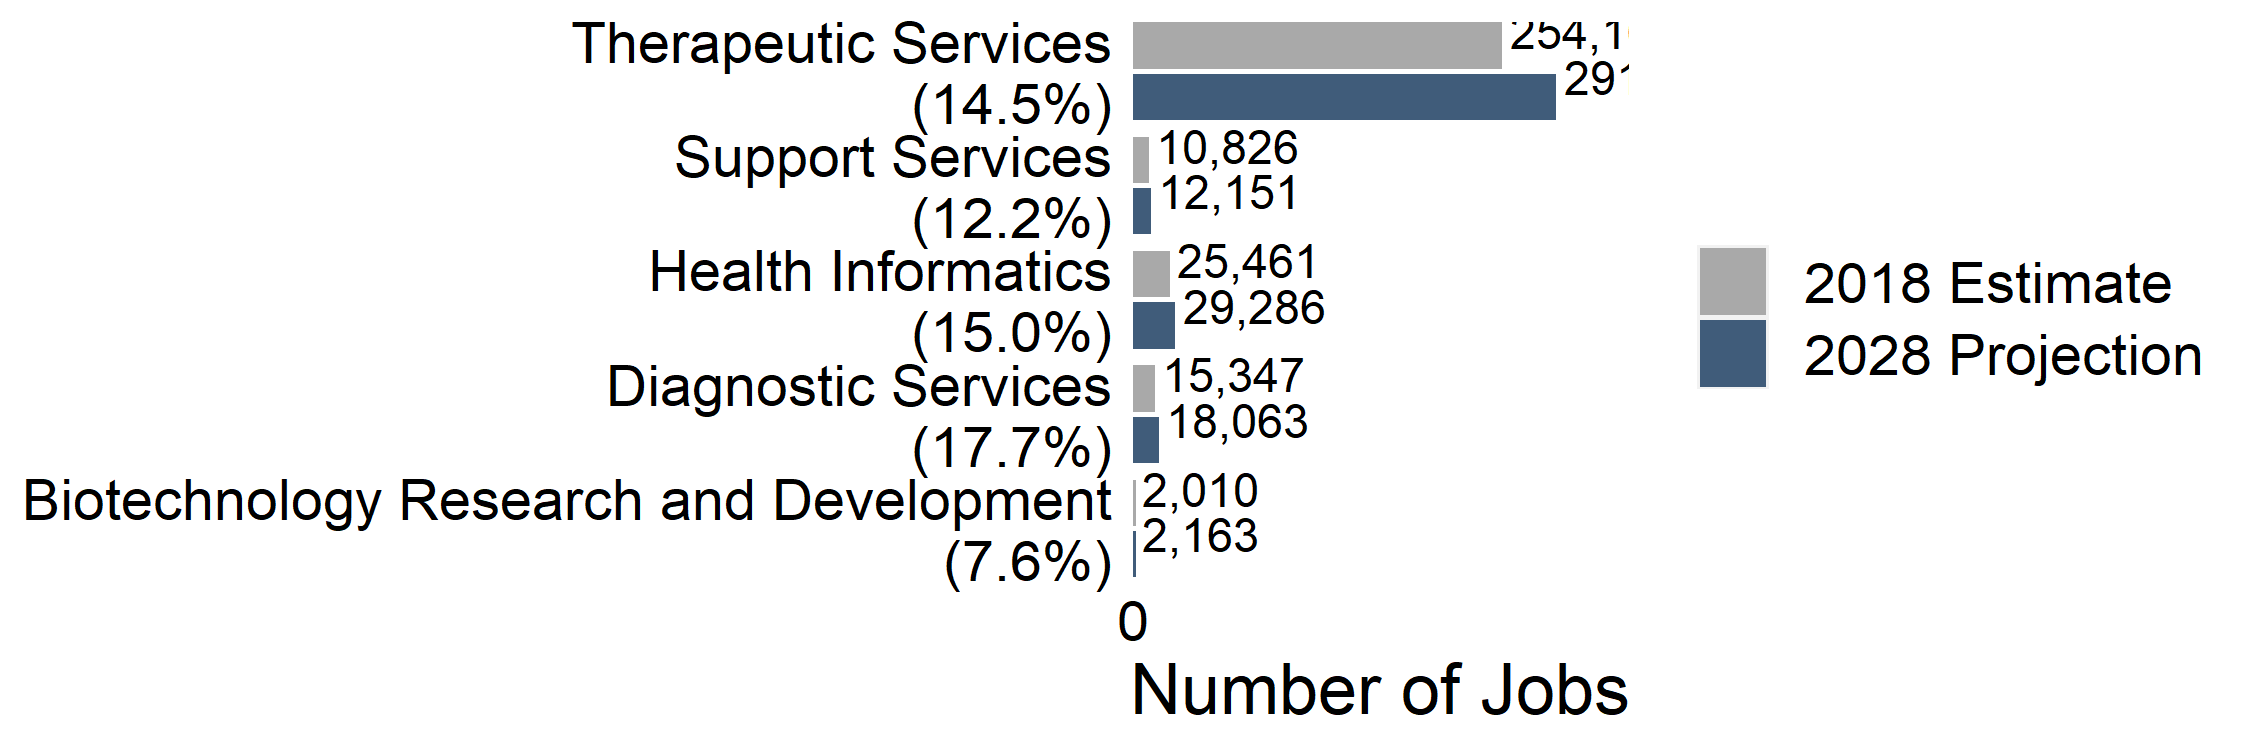 Therapeutic Services
(14.5%)
Support Services
(12.2%)
Health Informatics
(15.0%)
Diagnostic Services
(17.7%)
Biotechnology Research and Development
(7.6%)
10,826
12,151
25,461
29,286
15,347
18,063
2,010
2,163
0
Number of Jobs
2018 Estimate
2028 Projection